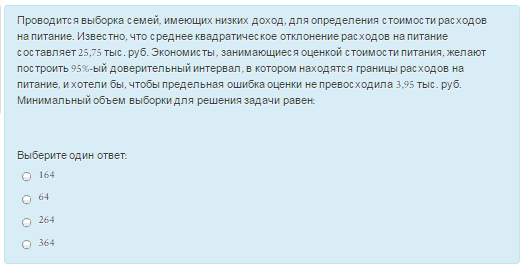 Проводится выборка семей, имеющих низких доход, для определения стоимости расходов
на питание. Известно, что среднее квадратическое отклонение расходов на питание
составляет 25,75 тыс. руб. Экономисты, занимающиеся оценкой стоимости питания, желают
построить 95%-ый доверительный интервал, в котором находятся границы расходов на
питание, и хотели бы, чтобы предельная ошибка оценки не превосходила 3,95 тыс. руб.
Минимальный объем выборки для решения задачи равен:
Выберите один ответ:
164
64
264
364